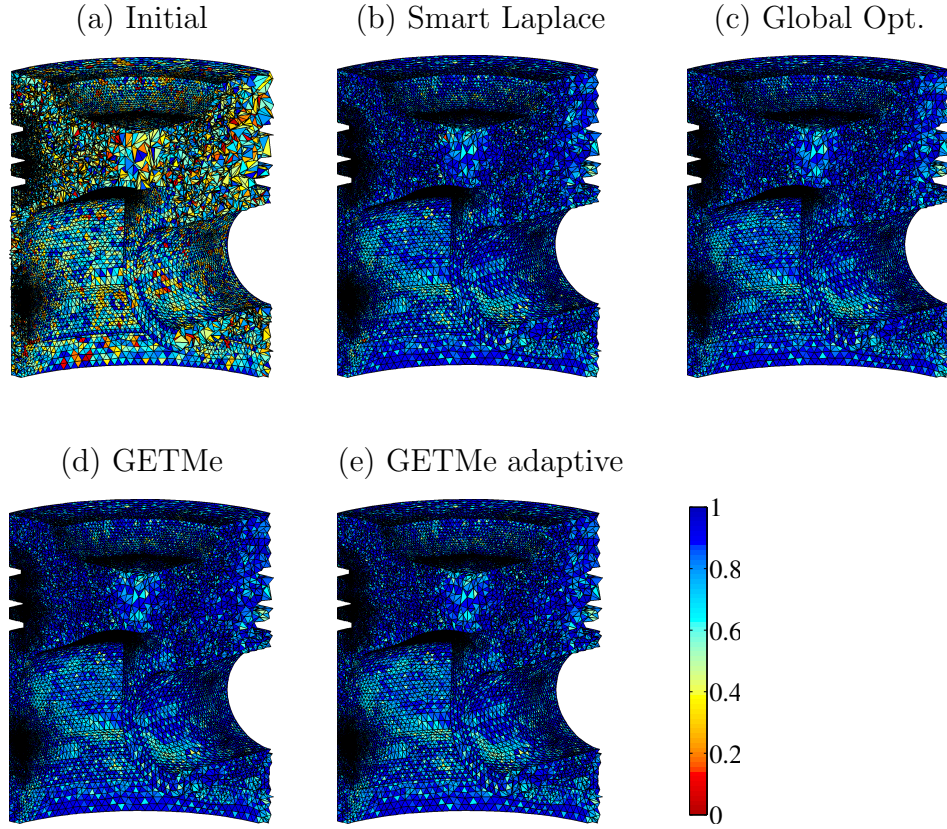 (a) Initial
(b) Smart Laplace
(c) Global Opt.
(d) GETMe
(e) GETMe adaptive
1
0.8
0.6
0.4
0.2
0